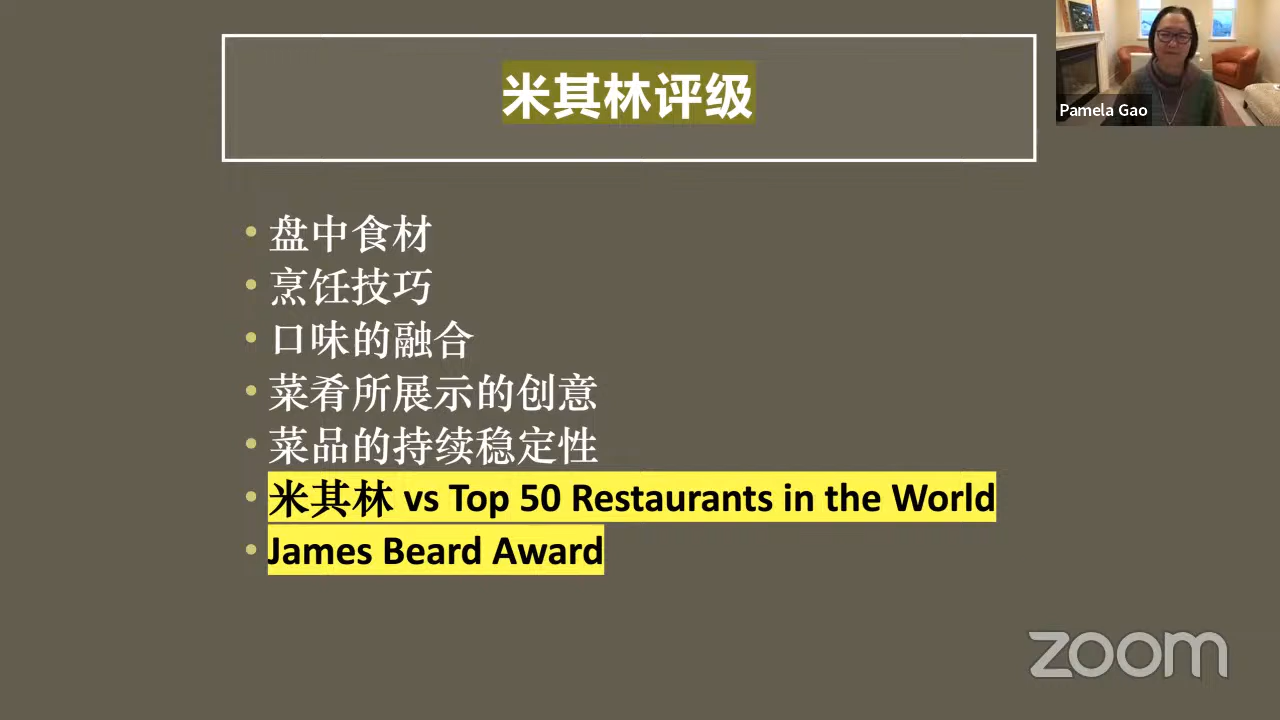 米其林评级
Pamela Gao
• 盘中食材
• 烹饪技巧
• 口味的融合
• 菜肴所展示的创意
• 菜品的持续稳定性
• 米其林 vs Top 50 Restaurants in the World
• James Beard Award
zoom